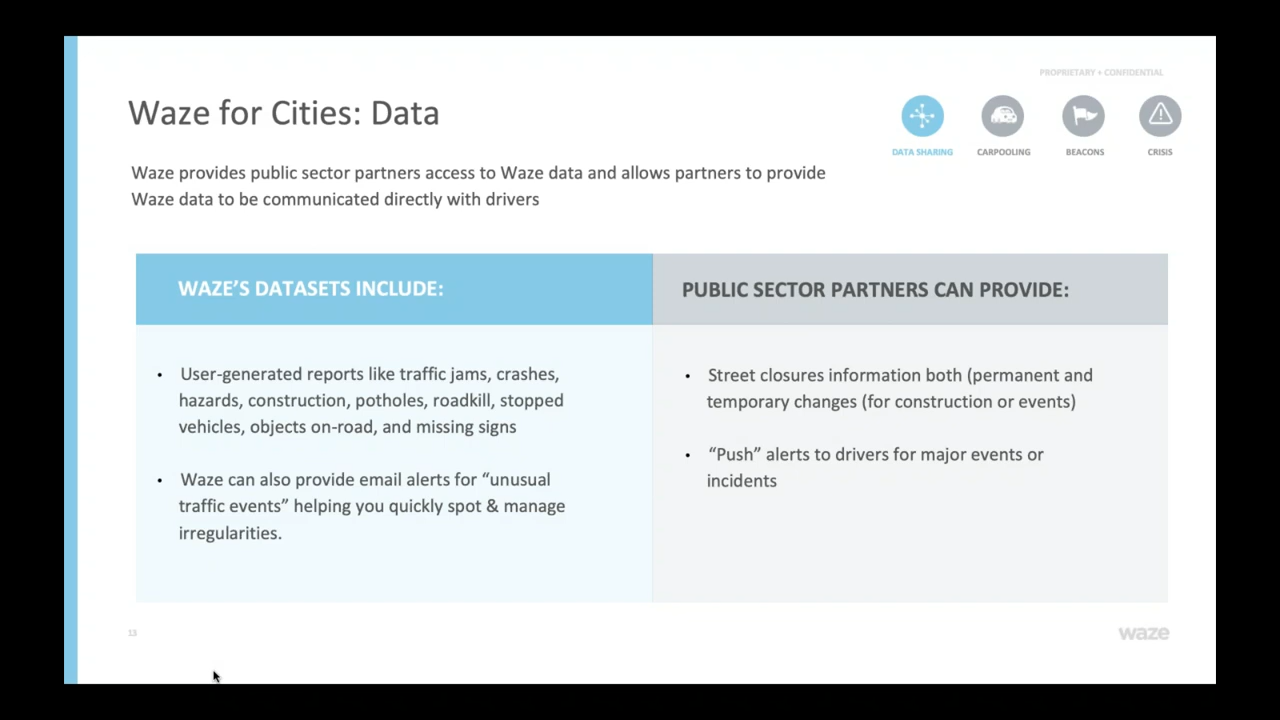 PROPRIETARY + CONFIDENTIAL
Waze for Cities: Data
DATA SHARING
CARPOOLING
BEACONS
CRISIS
Waze provides public sector partners access to Waze data and allows partners to provide
Waze data to be communicated directly with drivers
WAZE’S DATASETS INCLUDE:
• User-generated reports like traffic jams, crashes,
hazards, construction, potholes, roadkill, stopped
vehicles, objects on-road, and missing signs
• Waze can also provide email alerts for “unusual
traffic events” helping you quickly spot & manage
irregularities.
PUBLIC SECTOR PARTNERS CAN PROVIDE:
• Street closures information both (permanent and
temporary changes (for construction or events)
• “Push” alerts to drivers for major events or
incidents
13
waze